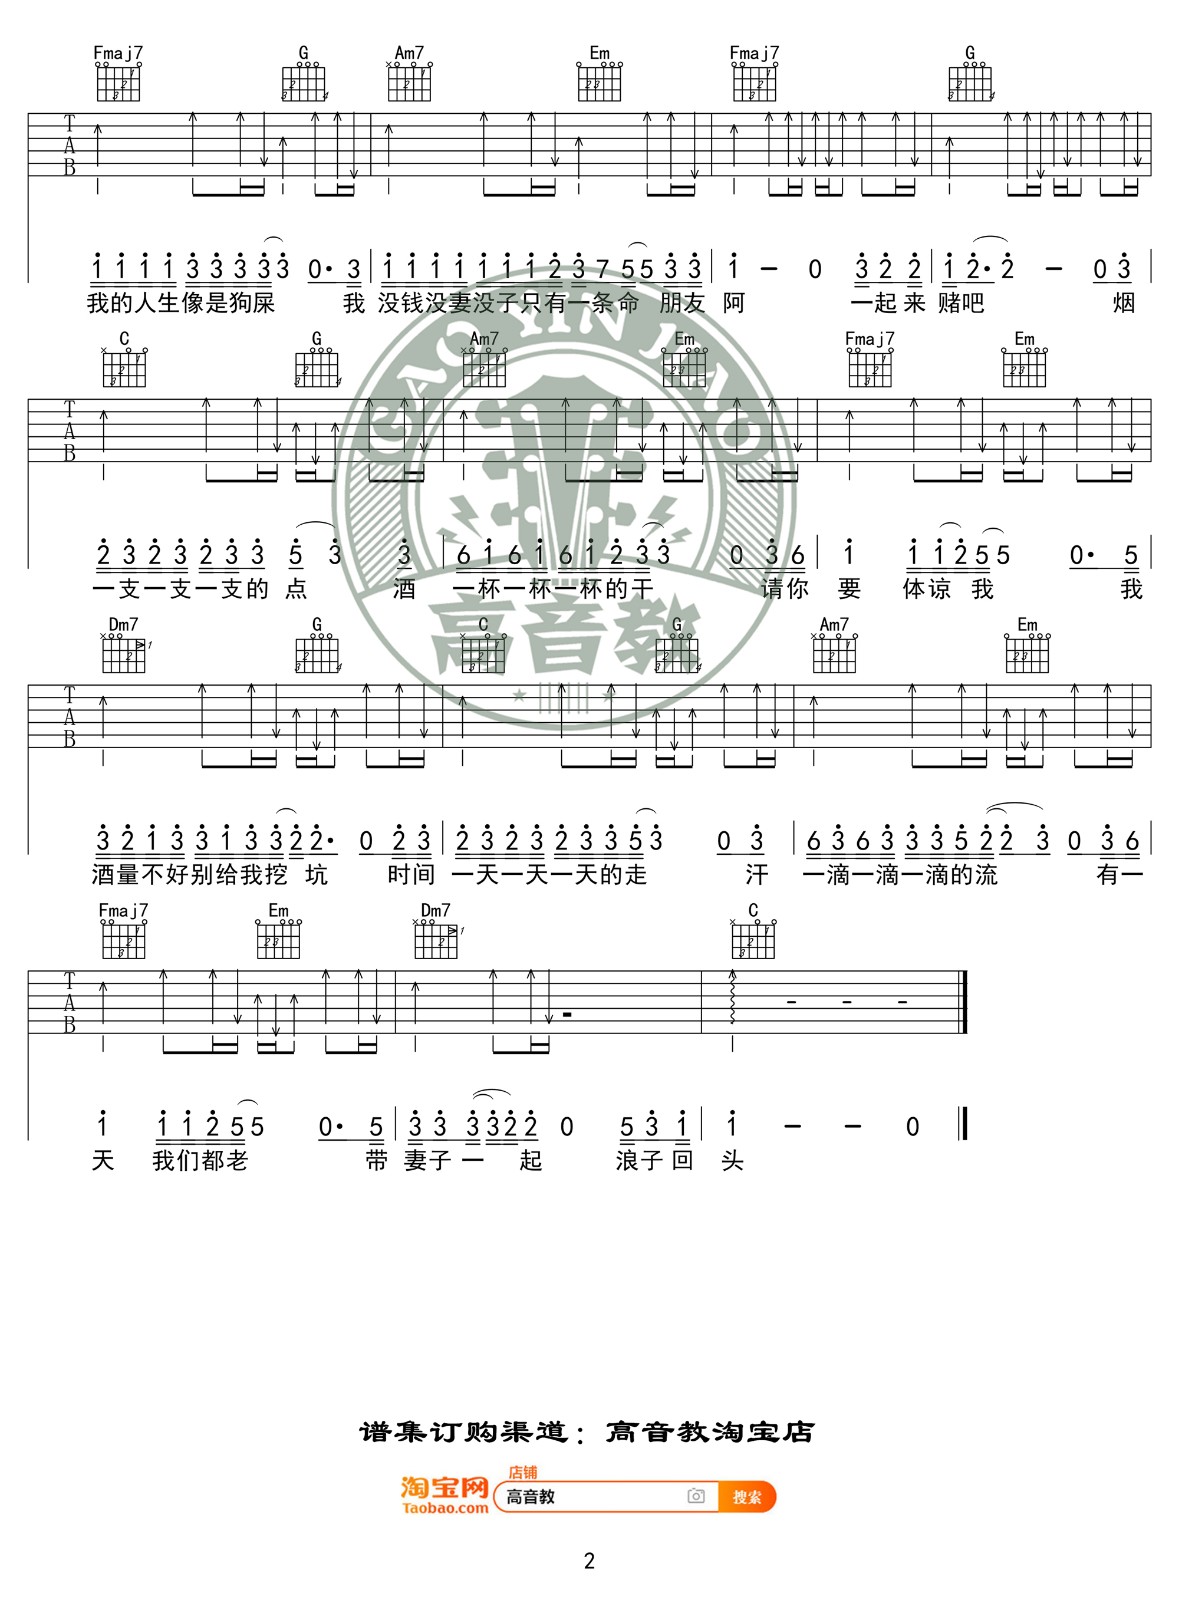 Fmaj7 G Am7 Em Fmaj7 G
T A B
1 1 1 1 3 3 3 3 3 0· 3 1 1 1 1 1 1 1 2 3 7 5 5 3 3 1 - 0 3 2 2 1 2· 2 - 0 3
我的人生像是狗屎 我 没钱没妻没子只有一条命 朋友 阿 一起来 赌吧 烟
C G Am7 Em Fmaj7 Em
T A B
2 3 2 3 2 3 3 5 3 3 6 1 6 1 6 1 2 3 3 0 3 6 1 1 1 2 5 5 0· 5
一支一支一支的 点 酒 一杯一杯一杯的干 请你 要 体谅 我 我
Dm7 G C G Am7 Em
T A B
3 2 1 3 3 1 3 3 2 2· 0 2 3 2 3 2 3 2 3 3 5 3 0 3 6 3 6 3 3 3 5 2 2 3 0 3 6
酒量不好别给我挖 坑 时间 一天一天一天的走 汗 一滴一滴一滴的流 有一
Fmaj7 Em Dm7 C
T A B
1 1 1 2 5 5 0· 5 3 3 3 3 2 2 0 5 3 1 1 - - 0
天 我们都老 带 妻子一 起 浪子回 头
GAO YIN JIAO
高音教
谱集订购渠道：高音教淘宝店
店铺
淘宝网 高音教 搜索
Taobao.com
2